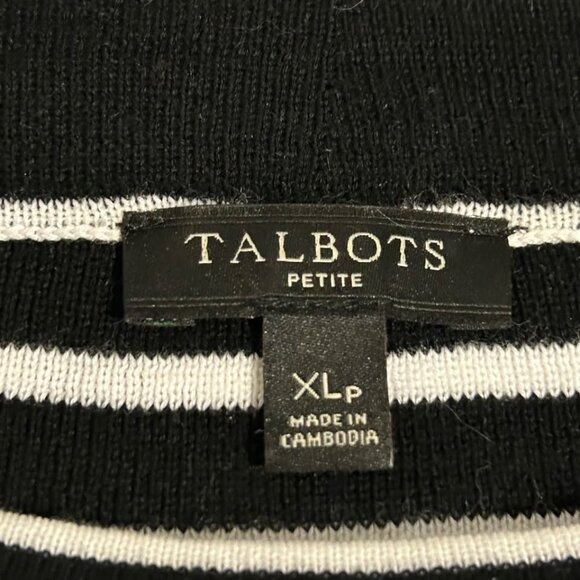 TALBOTS
PETITE
XLP
MADE IN
CAMBODIA